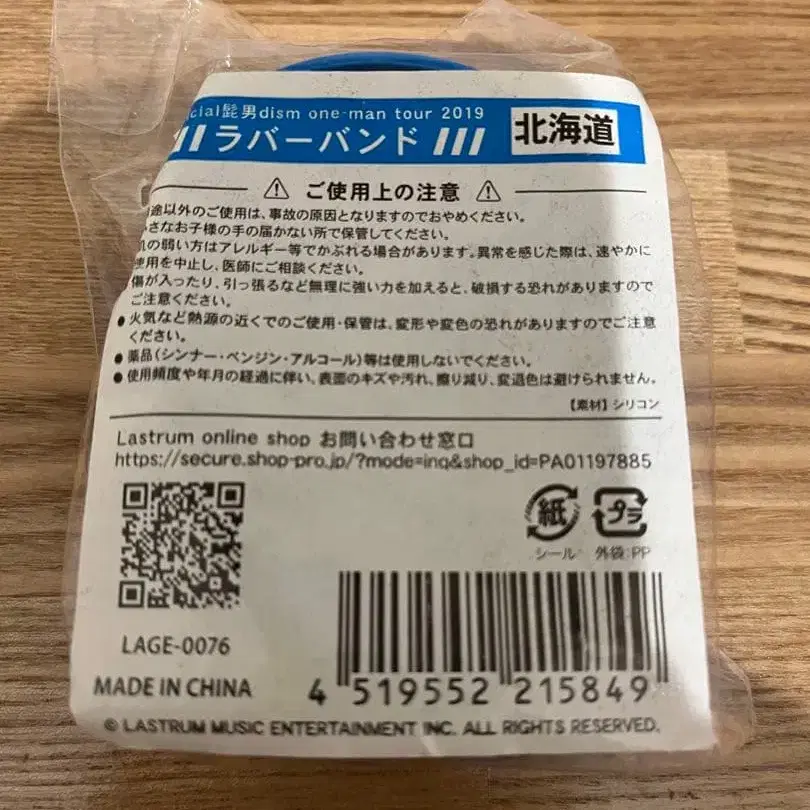 cial髭男dism one-man tour 2019
ラバーバンド
北海道
ご使用上の注意
途以外のご使用は、事故の原因となりますのでおやめください。
さなお子様の手の届かない所で保管してください。
の弱い方はアレルギー等でかぶれる場合があります。異常を感じた際は、速やかに
使用を中止し、医師にご相談ください。
傷が入ったり、引っ張るなど無理に強い力を加えると、破損する恐れがありますので
ご注意ください。
●火気など熱源の近くでのご使用・保管は、変形や変色の恐れがありますのでご注意
ください。
●薬品(シンナー・ベンジン・アルコール)等は使用しないでください。
●使用頻度や年月の経過に伴い、表面のキズや汚れ、擦り減り、変退色は避けられません。
【素材】シリコン
Lastrum online shop お問い合わせ窓口
https://secure.shop-pro.jp/?mode=inq&shop_id=PA01197885
紙
プラ
シール
外袋:PP
LAGE-0076
MADE IN CHINA
4 519552 215849
© LASTRUM MUSIC ENTERTAINMENT INC. ALL RIGHTS RESERVED.